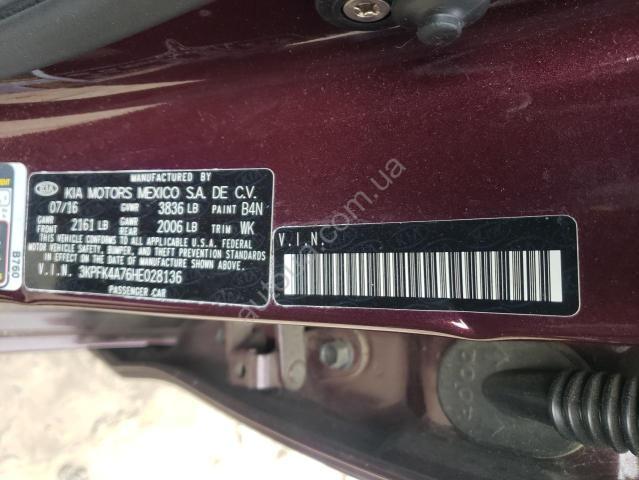 MANUFACTURED BY
KIA KIA MOTORS MEXICO S.A. DE C.V.
07/16 GVWR 3836 LB PAINT B4N
GAWR FRONT 2161 LB GAWR REAR 2006 LB TRIM WK
THIS VEHICLE CONFORMS TO ALL APPLICABLE U.S.A. FEDERAL
MOTOR VEHICLE SAFETY, BUMPER, AND THEFT PREVENTION STANDARDS
IN EFFECT ON THE DATE OF MANUFACTURE SHOWN ABOVE.
V.I.N. 3KPFK4A76HE028136
PASSENGER CAR
V.I.N.
B760
autobid.com.ua